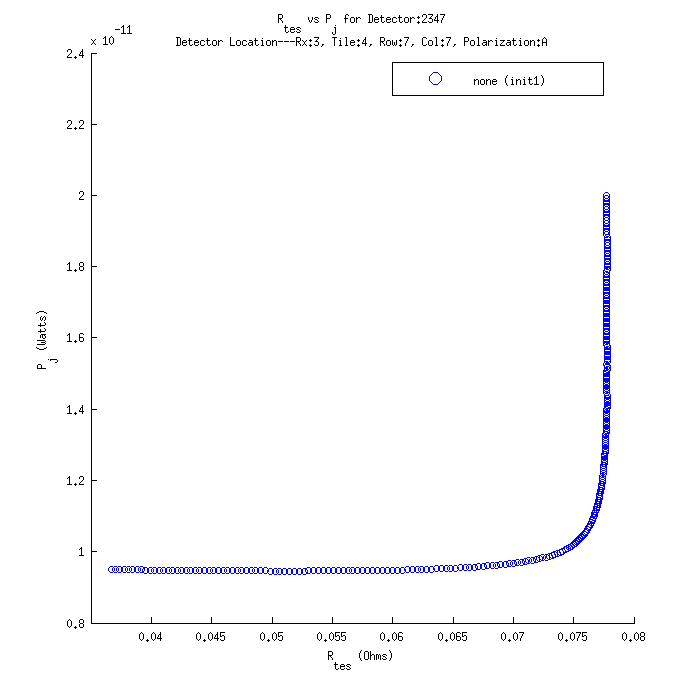 R_tes vs P_j for Detector:2347
Detector Location---Rx:3, Tile:4, Row:7, Col:7, Polarization:A
x 10^-11
none (init1)
2.4
2.2
2
1.8
1.6
1.4
1.2
1
0.8
P_j (Watts)
0.04 0.045 0.05 0.055 0.06 0.065 0.07 0.075 0.08
R_tes (Ohms)